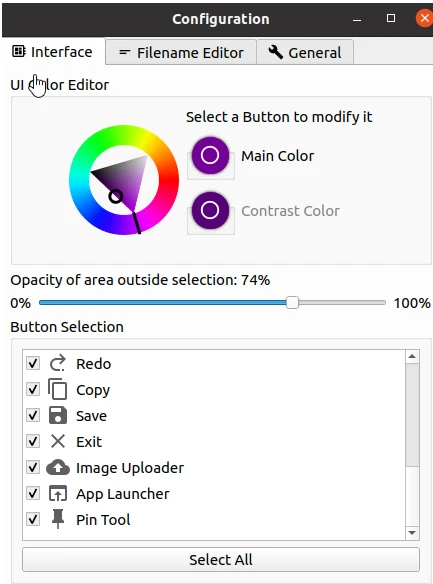 Configuration
Interface Filename Editor General
UI Color Editor
Select a Button to modify it
Main Color
Contrast Color
Opacity of area outside selection: 74%
0% 100%
Button Selection
Redo
Copy
Save
Exit
Image Uploader
App Launcher
Pin Tool
Select All